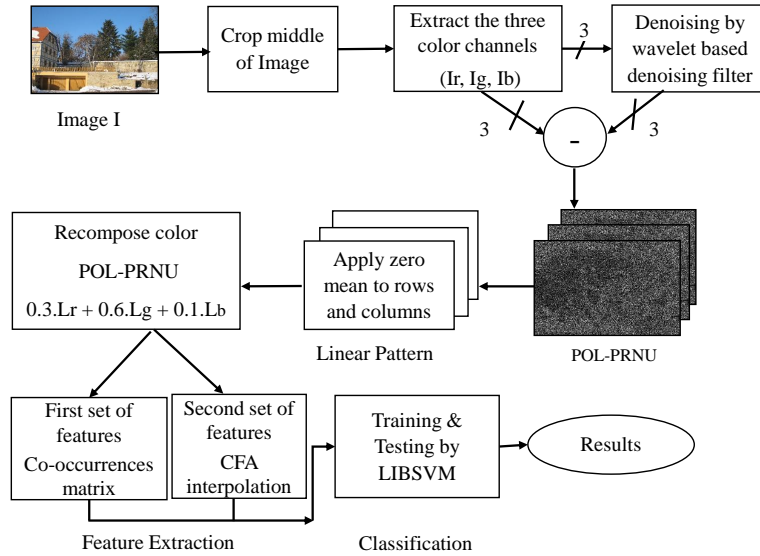 Crop middle
of Image
Extract the three
color channels
(Ir, Ig, Ib)
3
Denoising by
wavelet based
denoising filter
Image I
3
3
-
Recompose color
POL-PRNU
0.3.Lr + 0.6.Lg + 0.1.Lb
Apply zero
mean to rows
and columns
Linear Pattern
POL-PRNU
First set of
features
Co-occurrences
matrix
Second set of
features
CFA
interpolation
Training &
Testing by
LIBSVM
Results
Feature Extraction
Classification